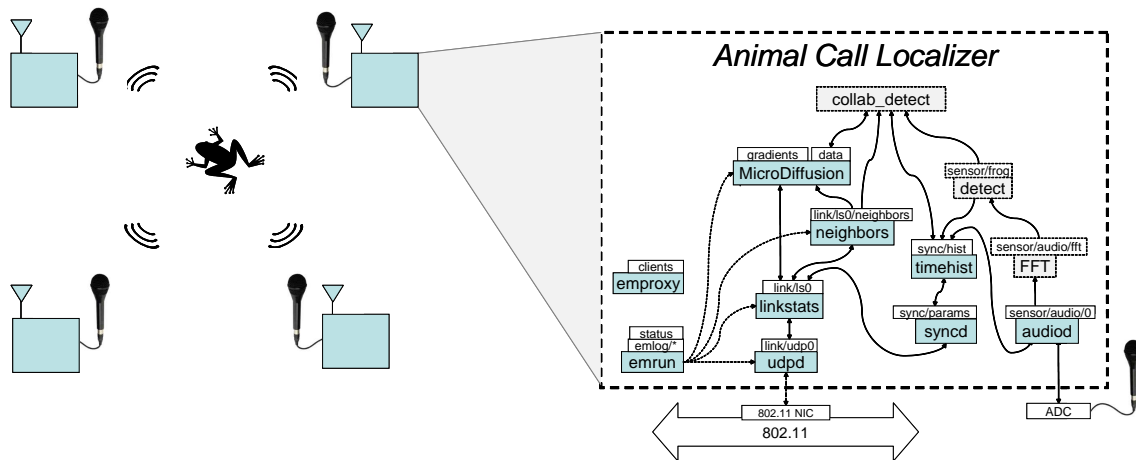 Animal Call Localizer
collab_detect
gradients
data
MicroDiffusion
sensor/frog
detect
link/ls0/neighbors
neighbors
sync/hist
timehist
sensor/audio/fft
FFT
clients
emproxy
link/ls0
linkstats
sync/params
syncd
sensor/audio/0
audiod
status
emlog/*
emrun
link/udp0
udpd
802.11 NIC
802.11
ADC